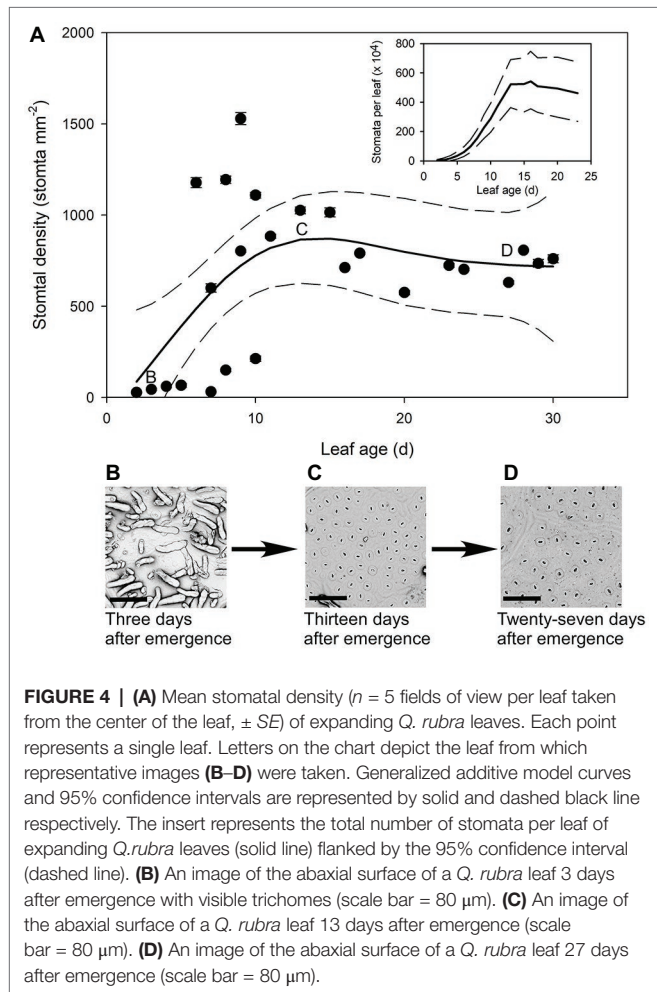 A
2000
1500
1000
500
0
Stomtal density (stomta mm⁻²)
0 10 20 30
Leaf age (d)
B
C
D
800
600
400
200
0
Stomata per leaf (x 10⁴)
0 5 10 15 20 25
Leaf age (d)
B
C
D
Three days
after emergence
Thirteen days
after emergence
Twenty-seven days
after emergence
FIGURE 4 | (A) Mean stomatal density (n = 5 fields of view per leaf taken
from the center of the leaf, ± SE) of expanding Q. rubra leaves. Each point
represents a single leaf. Letters on the chart depict the leaf from which
representative images (B–D) were taken. Generalized additive model curves
and 95% confidence intervals are represented by solid and dashed black line
respectively. The insert represents the total number of stomata per leaf of
expanding Q.rubra leaves (solid line) flanked by the 95% confidence interval
(dashed line). (B) An image of the abaxial surface of a Q. rubra leaf 3 days
after emergence with visible trichomes (scale bar = 80 μm). (C) An image of
the abaxial surface of a Q. rubra leaf 13 days after emergence (scale
bar = 80 μm). (D) An image of the abaxial surface of a Q. rubra leaf 27 days
after emergence (scale bar = 80 μm).